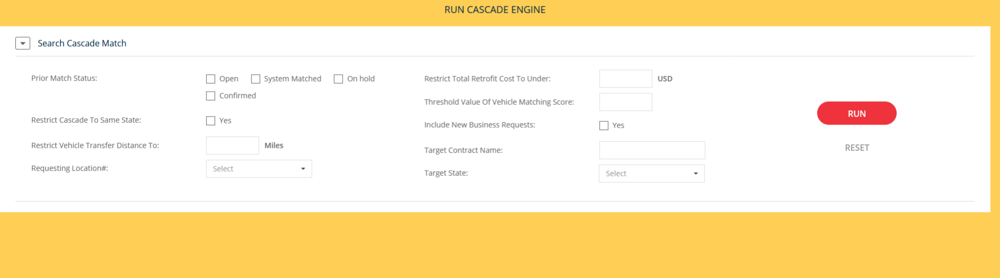 RUN CASCADE ENGINE
Search Cascade Match
Prior Match Status:
Open System Matched On hold
Confirmed
Restrict Cascade To Same State:
Yes
Restrict Vehicle Transfer Distance To:
Miles
Requesting Location#:
Select
Restrict Total Retrofit Cost To Under:
USD
Threshold Value Of Vehicle Matching Score:
Include New Business Requests:
Yes
Target Contract Name:
Target State:
Select
RUN
RESET